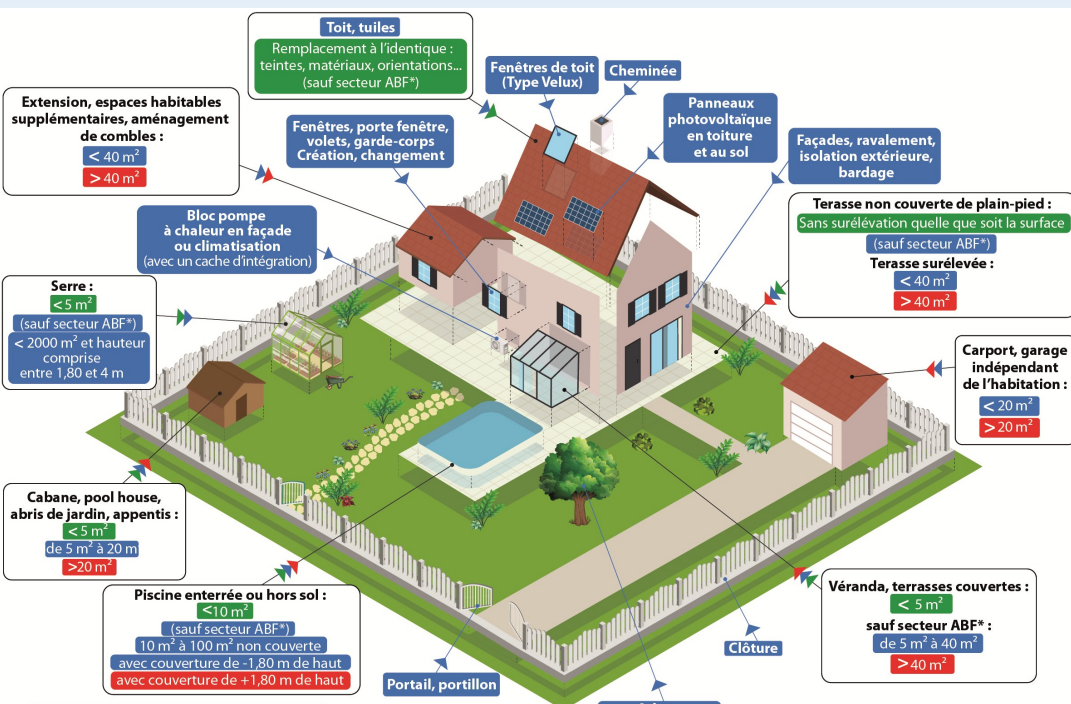 Toit, tuiles
Remplacement à l'identique :
teintes, matériaux, orientations...
(sauf secteur ABF*)
Fenêtres de toit
(Type Velux)
Cheminée
Extension, espaces habitables
supplémentaires, aménagement
de combles :
< 40 m²
> 40 m²
Fenêtres, porte fenêtre,
volets, garde-corps
Création, changement
Panneaux
photovoltaïque
en toiture
et au sol
Façades, ravalement,
isolation extérieure,
bardage
Bloc pompe
à chaleur en façade
ou climatisation
(avec un cache d'intégration)
Terasse non couverte de plain-pied :
Sans surélévation quelle que soit la surface
(sauf secteur ABF*)
Terasse surélevée :
< 40 m²
> 40 m²
Serre :
<5 m²
(sauf secteur ABF*)
< 2000 m² et hauteur
comprise
entre 1,80 et 4 m
Carport, garage
indépendant
de l'habitation :
< 20 m²
> 20 m²
Cabane, pool house,
abris de jardin, appentis :
< 5 m²
de 5 m² à 20 m
>20 m²
Piscine enterrée ou hors sol :
<10 m²
(sauf secteur ABF*)
10 m² à 100 m² non couverte
avec couverture de -1,80 m de haut
avec couverture de +1,80 m de haut
Portail, portillon
Clôture
Véranda, terrasses couvertes :
< 5 m²
sauf secteur ABF* :
de 5 m² à 40 m²
> 40 m²